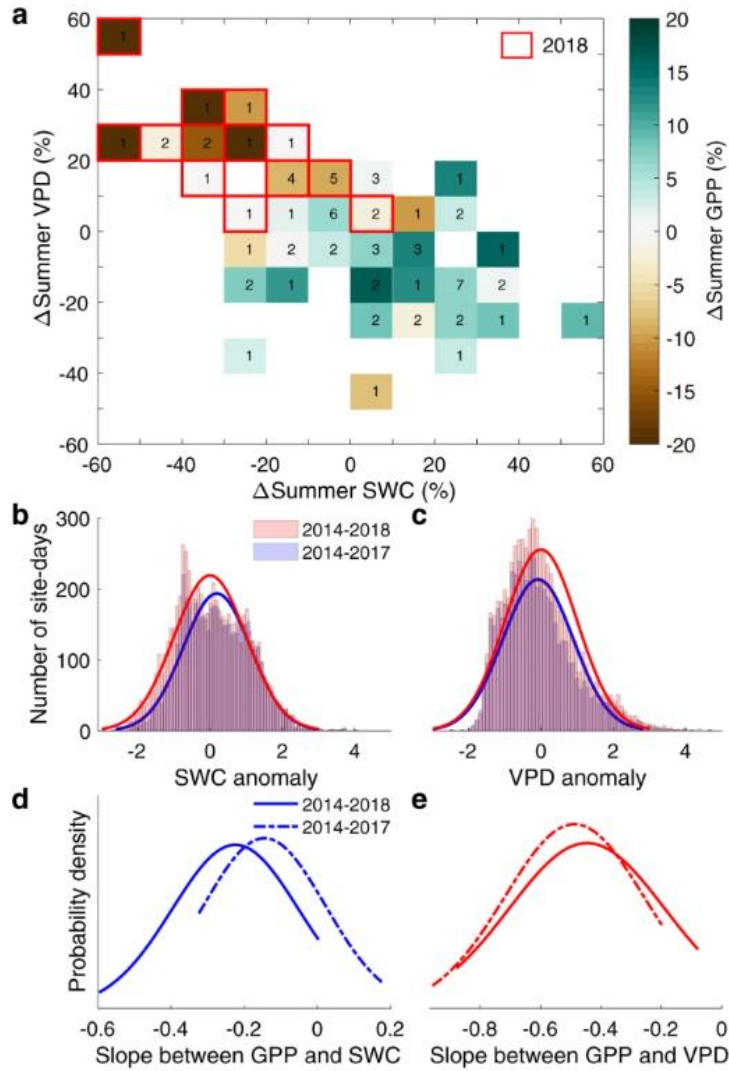 a
60
40
20
0
-20
-40
-60
ΔSummer VPD (%)
2018
1
1 1
1 2 2 1 1
1 4 5 3 1
1 1 6 2 1 2
1 2 2 3 3 1
2 1 2 1 7 2
2 2 2 1 1
1 1
1
-60 -40 -20 0 20 40 60
ΔSummer SWC (%)
20
15
10
5
0
-5
-10
-15
-20
ΔSummer GPP (%)
b
300
200
100
0
Number of site-days
2014-2018
2014-2017
-2 0 2 4
SWC anomaly
c
-2 0 2 4
VPD anomaly
d
Probability density
2014-2018
2014-2017
-0.6 -0.4 -0.2 0 0.2
Slope between GPP and SWC
e
-0.8 -0.6 -0.4 -0.2 0
Slope between GPP and VPD